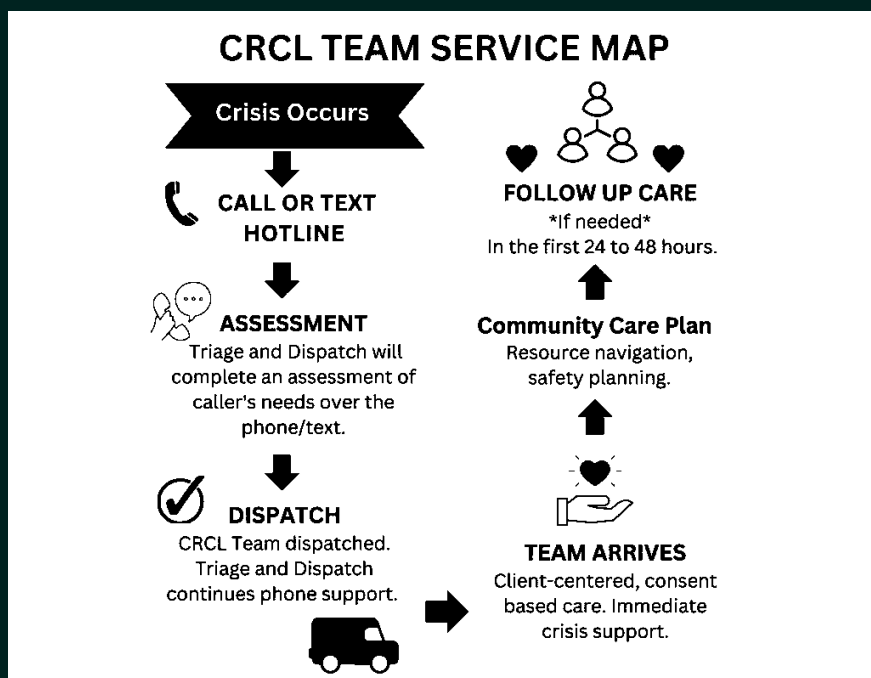 CRCL TEAM SERVICE MAP
Crisis Occurs
CALL OR TEXT
HOTLINE
ASSESSMENT
Triage and Dispatch will
complete an assessment of
caller's needs over the
phone/text.
DISPATCH
CRCL Team dispatched.
Triage and Dispatch
continues phone support.
TEAM ARRIVES
Client-centered, consent
based care. Immediate
crisis support.
Community Care Plan
Resource navigation,
safety planning.
FOLLOW UP CARE
*If needed*
In the first 24 to 48 hours.